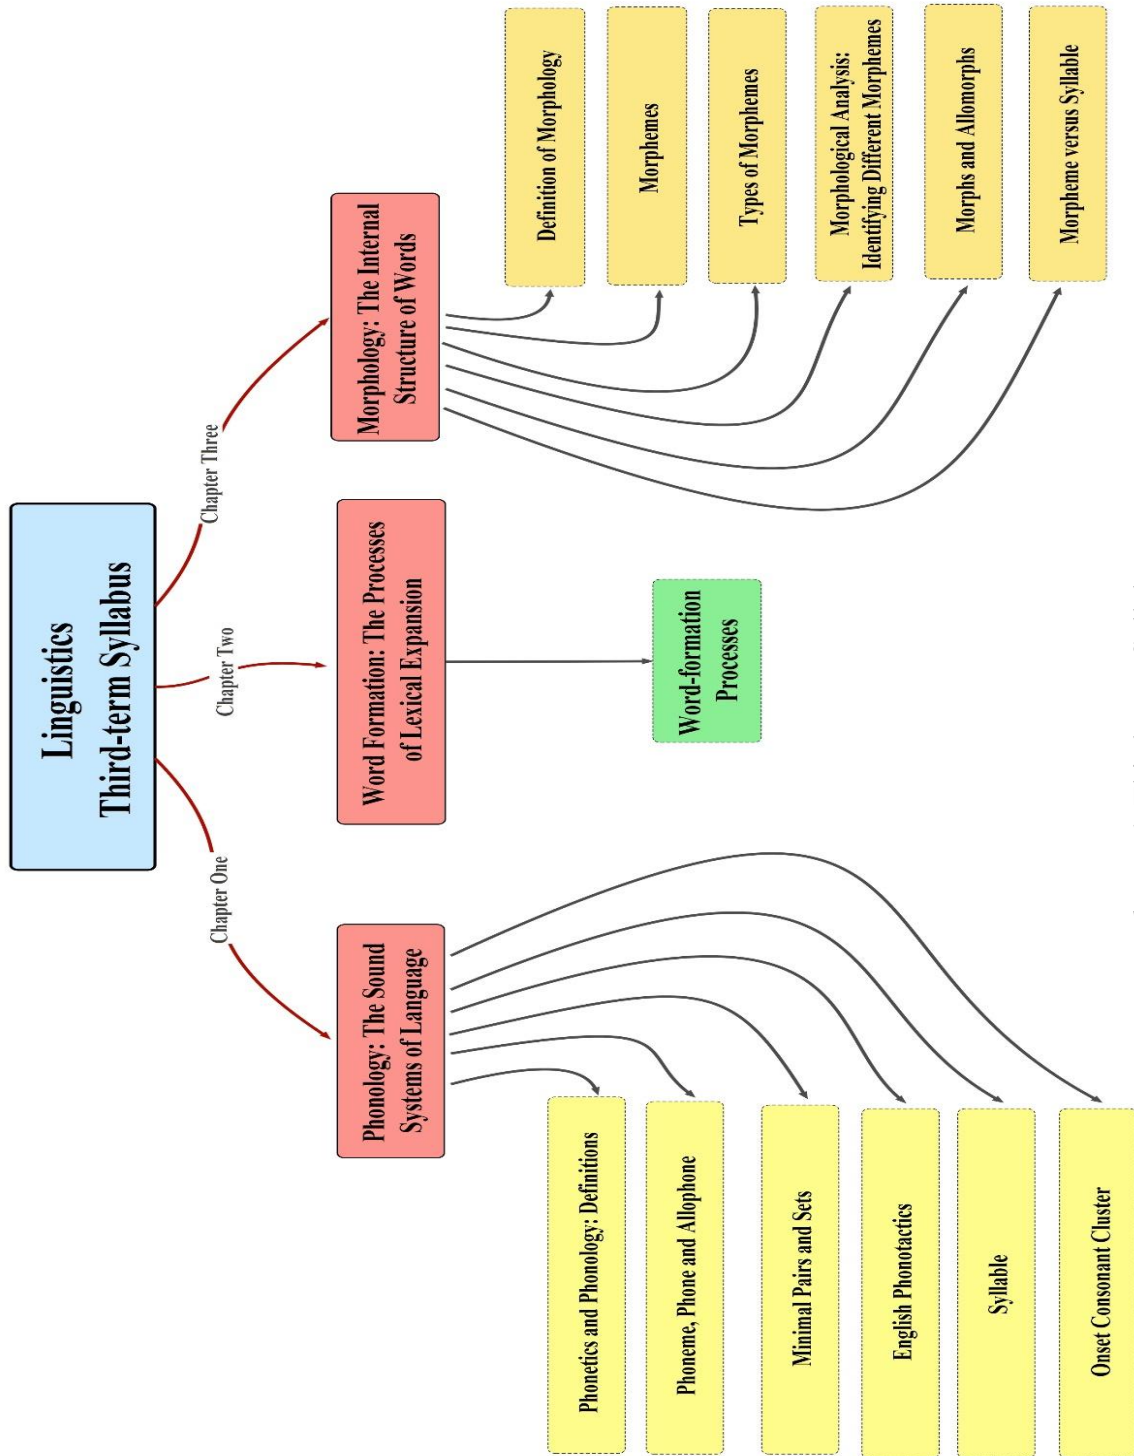 Linguistics
Third-term Syllabus
Chapter One
Chapter Two
Chapter Three
Phonology: The Sound
Systems of Language
Word Formation: The Processes
of Lexical Expansion
Morphology: The Internal
Structure of Words
Phonetics and Phonology: Definitions
Phoneme, Phone and Allophone
Minimal Pairs and Sets
English Phonotactics
Syllable
Onset Consonant Cluster
Word-formation
Processes
Definition of Morphology
Morphemes
Types of Morphemes
Morphological Analysis:
Identifying Different Morphemes
Morphs and Allomorphs
Morpheme versus Syllable